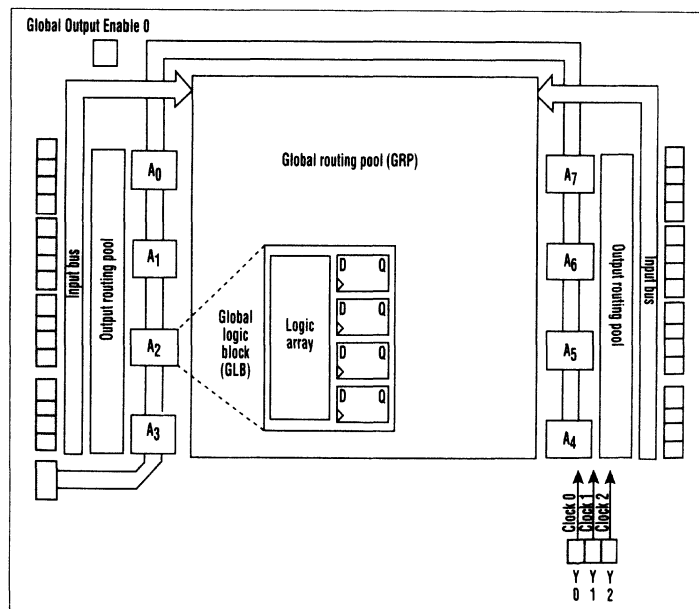 Global Output Enable 0
Input bus
Output routing pool
A0
A1
A2
A3
Global routing pool (GRP)
Global
logic
block
(GLB)
Logic
array
D Q
D Q
D Q
D Q
A7
A6
A5
A4
Output routing pool
Input bus
Clock 0
Clock 1
Clock 2
Y
0
Y
1
Y
2